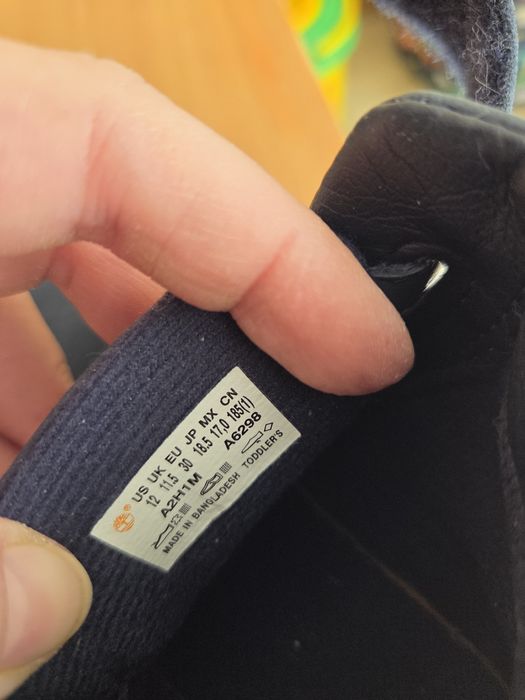 US UK EU JP MX CN
12 11.5 30 18.5 17,0 185(1)
A2H1M A6298
MADE IN BANGLADESH TODDLER'S